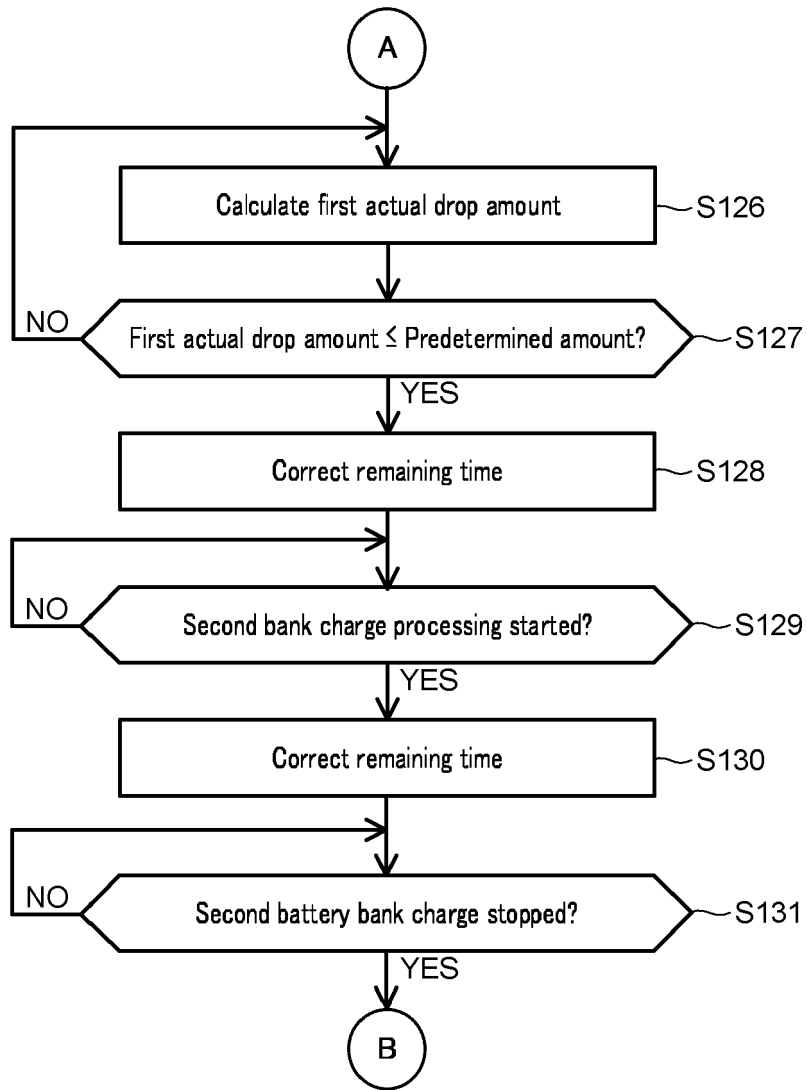 A
Calculate first actual drop amount
S126
NO
First actual drop amount ≦ Predetermined amount?
S127
YES
Correct remaining time
S128
NO
Second bank charge processing started?
S129
YES
Correct remaining time
S130
NO
Second battery bank charge stopped?
S131
YES
B